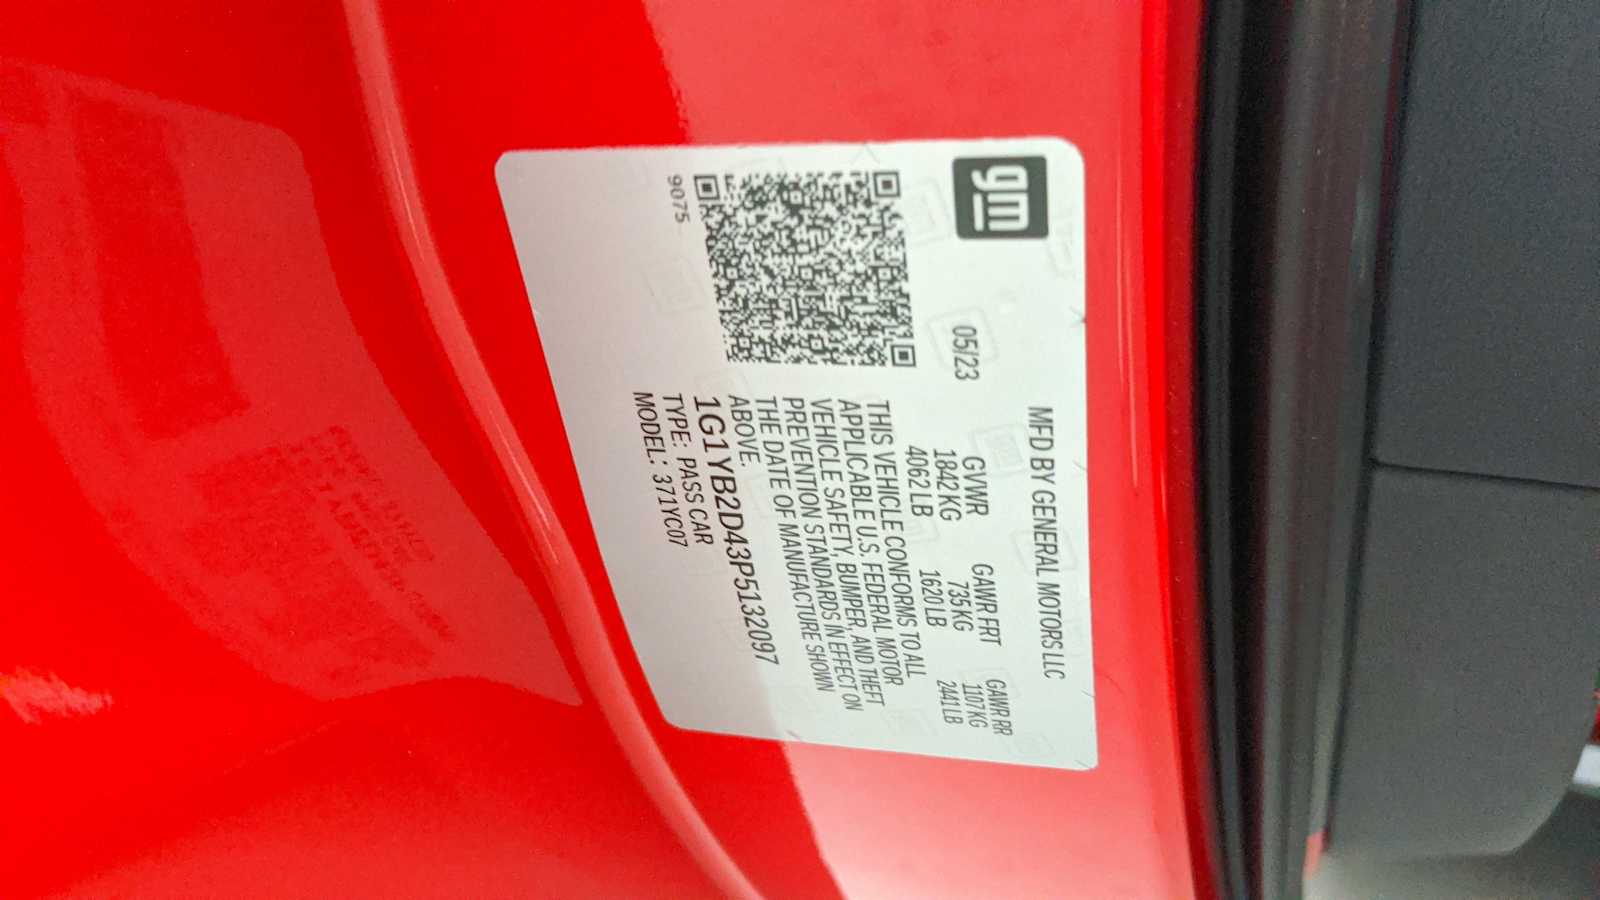 gm
MFD BY GENERAL MOTORS LLC
05/23
GVWR GAWR FRT GAWR RR
1842 KG 735 KG 1107 KG
4062 LB 1620 LB 2441 LB
THIS VEHICLE CONFORMS TO ALL
APPLICABLE U.S. FEDERAL MOTOR
VEHICLE SAFETY, BUMPER, AND THEFT
PREVENTION STANDARDS IN EFFECT ON
THE DATE OF MANUFACTURE SHOWN
ABOVE.
1G1YB2D43P5132097
TYPE: PASS CAR
MODEL: 371YC07
9075